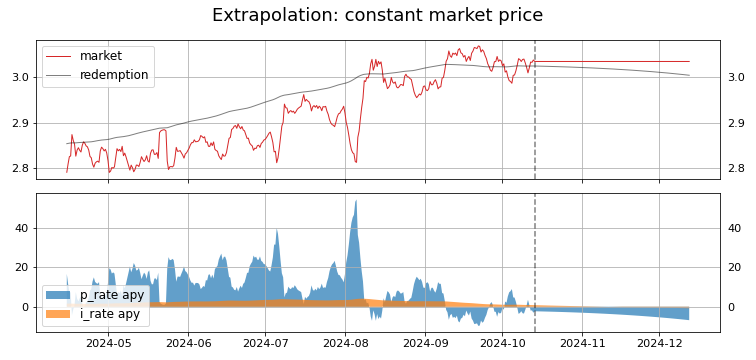 Extrapolation: constant market price
market
redemption
3.0
2.9
2.8
3.0
2.9
2.8
40
20
0
40
20
0
p_rate apy
i_rate apy
2024-05 2024-06 2024-07 2024-08 2024-09 2024-10 2024-11 2024-12